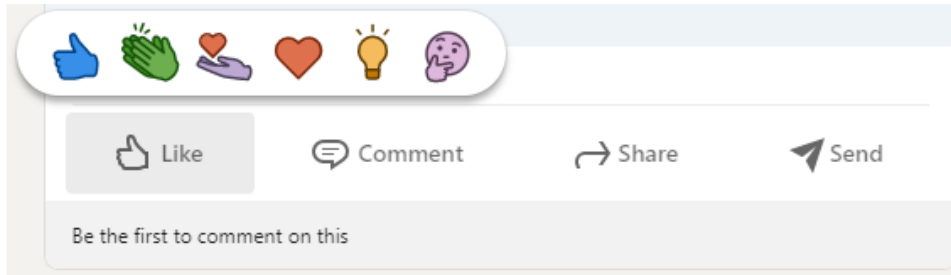 Like Comment Share Send
Be the first to comment on this